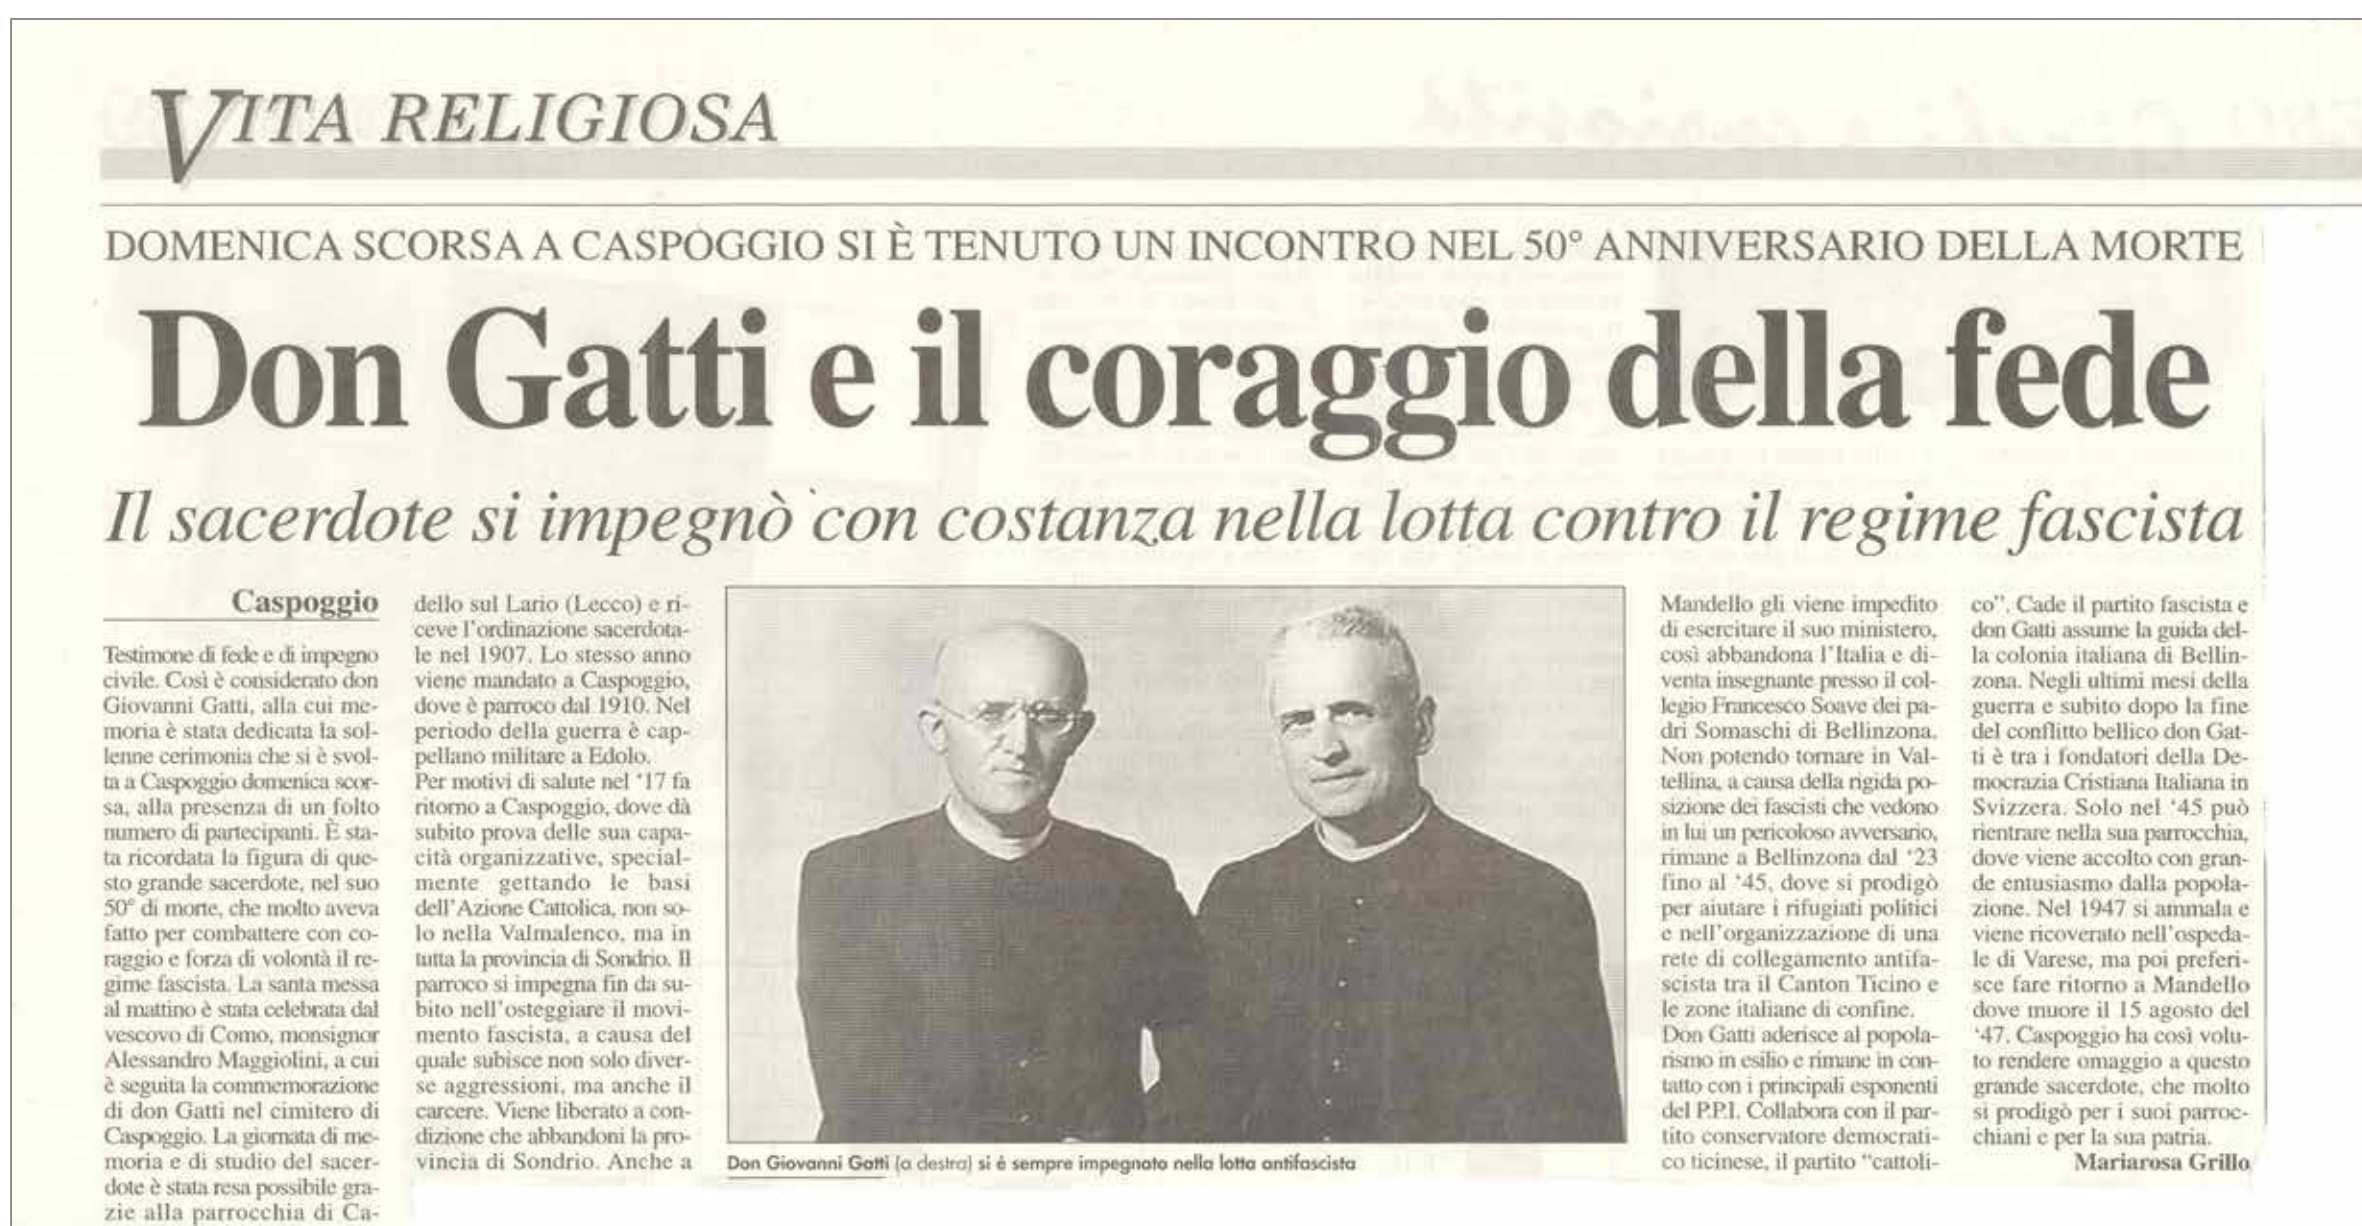 VITA RELIGIOSA
DOMENICA SCORSA A CASPOGGIO SI È TENUTO UN INCONTRO NEL 50° ANNIVERSARIO DELLA MORTE
Don Gatti e il coraggio della fede
Il sacerdote si impegnò con costanza nella lotta contro il regime fascista
Caspoggio
Testimone di fede e di impegno
civile. Così è considerato don
Giovanni Gatti, alla cui me-
moria è stata dedicata la sol-
lenne cerimonia che si è svol-
ta a Caspoggio domenica scor-
sa, alla presenza di un folto
numero di partecipanti. È sta-
ta ricordata la figura di que-
sto grande sacerdote, nel suo
50° di morte, che molto aveva
fatto per combattere con co-
raggio e forza di volontà il re-
gime fascista. La santa messa
al mattino è stata celebrata dal
vescovo di Como, monsignor
Alessandro Maggiolini, a cui
è seguita la commemorazione
di don Gatti nel cimitero di
Caspoggio. La giornata di me-
moria e di studio del sacer-
dote è stata resa possibile gra-
zie alla parrocchia di Ca-
dello sul Lario (Lecco) e ri-
ceve l'ordinazione sacerdota-
le nel 1907. Lo stesso anno
viene mandato a Caspoggio,
dove è parroco dal 1910. Nel
periodo della guerra è cap-
pellano militare a Edolo.
Per motivi di salute nel '17 fa
ritorno a Caspoggio, dove dà
subito prova delle sua capa-
cità organizzative, special-
mente gettando le basi
dell'Azione Cattolica, non so-
lo nella Valmalenco, ma in
tutta la provincia di Sondrio. Il
parroco si impegna fin da su-
bito nell'osteggiare il movi-
mento fascista, a causa del
quale subisce non solo diver-
se aggressioni, ma anche il
carcere. Viene liberato a con-
dizione che abbandoni la pro-
vincia di Sondrio. Anche a
Don Giovanni Gatti (a destra) si è sempre impegnato nella lotta antifascista
Mandello gli viene impedito
di esercitare il suo ministero,
così abbandona l'Italia e di-
venta insegnante presso il col-
legio Francesco Soave dei pa-
dri Somaschi di Bellinzona.
Non potendo tornare in Val-
tellina, a causa della rigida po-
sizione dei fascisti che vedono
in lui un pericoloso avversario,
rimane a Bellinzona dal '23
fino al '45, dove si prodigò
per aiutare i rifugiati politici
e nell'organizzazione di una
rete di collegamento antifa-
scista tra il Canton Ticino e
le zone italiane di confine.
Don Gatti aderisce al popola-
rismo in esilio e rimane in con-
tatto con i principali esponenti
del P.P.I. Collabora con il par-
tito conservatore democrati-
co ticinese, il partito "cattoli-
co". Cade il partito fascista e
don Gatti assume la guida del-
la colonia italiana di Bellin-
zona. Negli ultimi mesi della
guerra e subito dopo la fine
del conflitto bellico don Gat-
ti è tra i fondatori della De-
mocrazia Cristiana Italiana in
Svizzera. Solo nel '45 può
rientrare nella sua parrocchia,
dove viene accolto con gran-
de entusiasmo dalla popola-
zione. Nel 1947 si ammala e
viene ricoverato nell'ospeda-
le di Varese, ma poi preferi-
sce fare ritorno a Mandello
dove muore il 15 agosto del
'47. Caspoggio ha così volu-
to rendere omaggio a questo
grande sacerdote, che molto
si prodigò per i suoi parroc-
chiani e per la sua patria.
Mariarosa Grillo